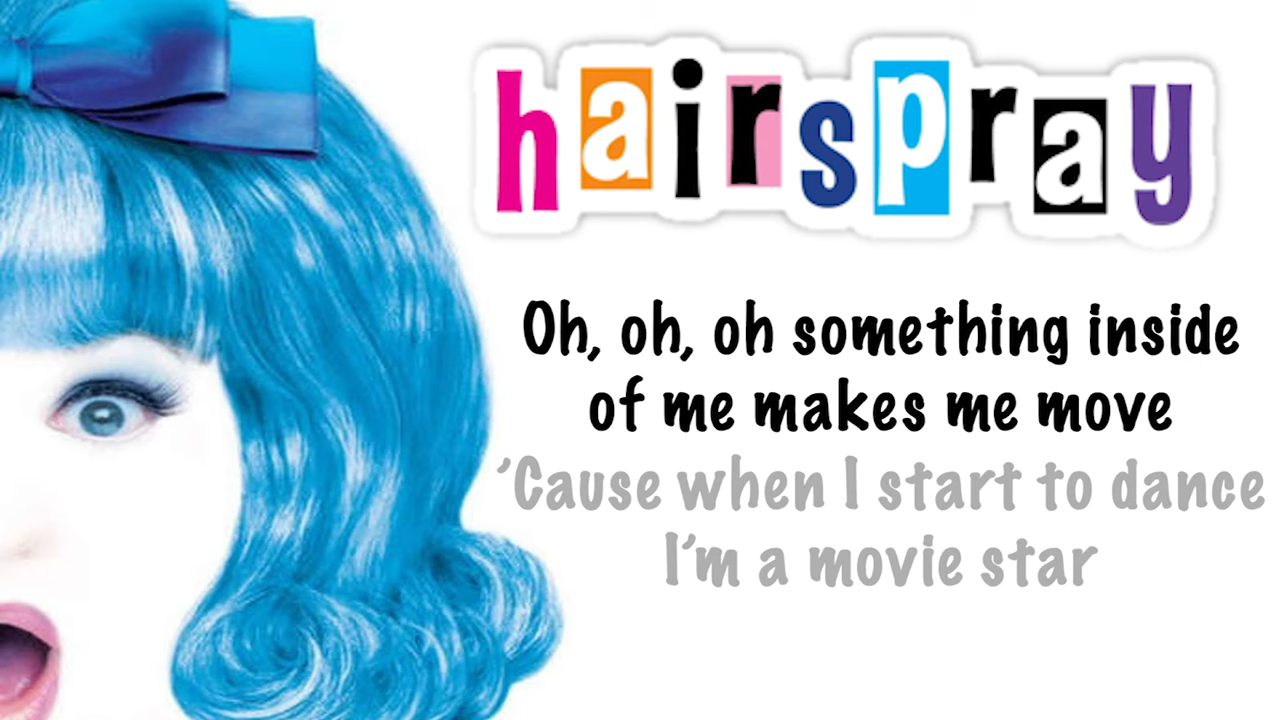 hairspray
Oh, oh, oh something inside
of me makes me move
’Cause when I start to dance
I’m a movie star